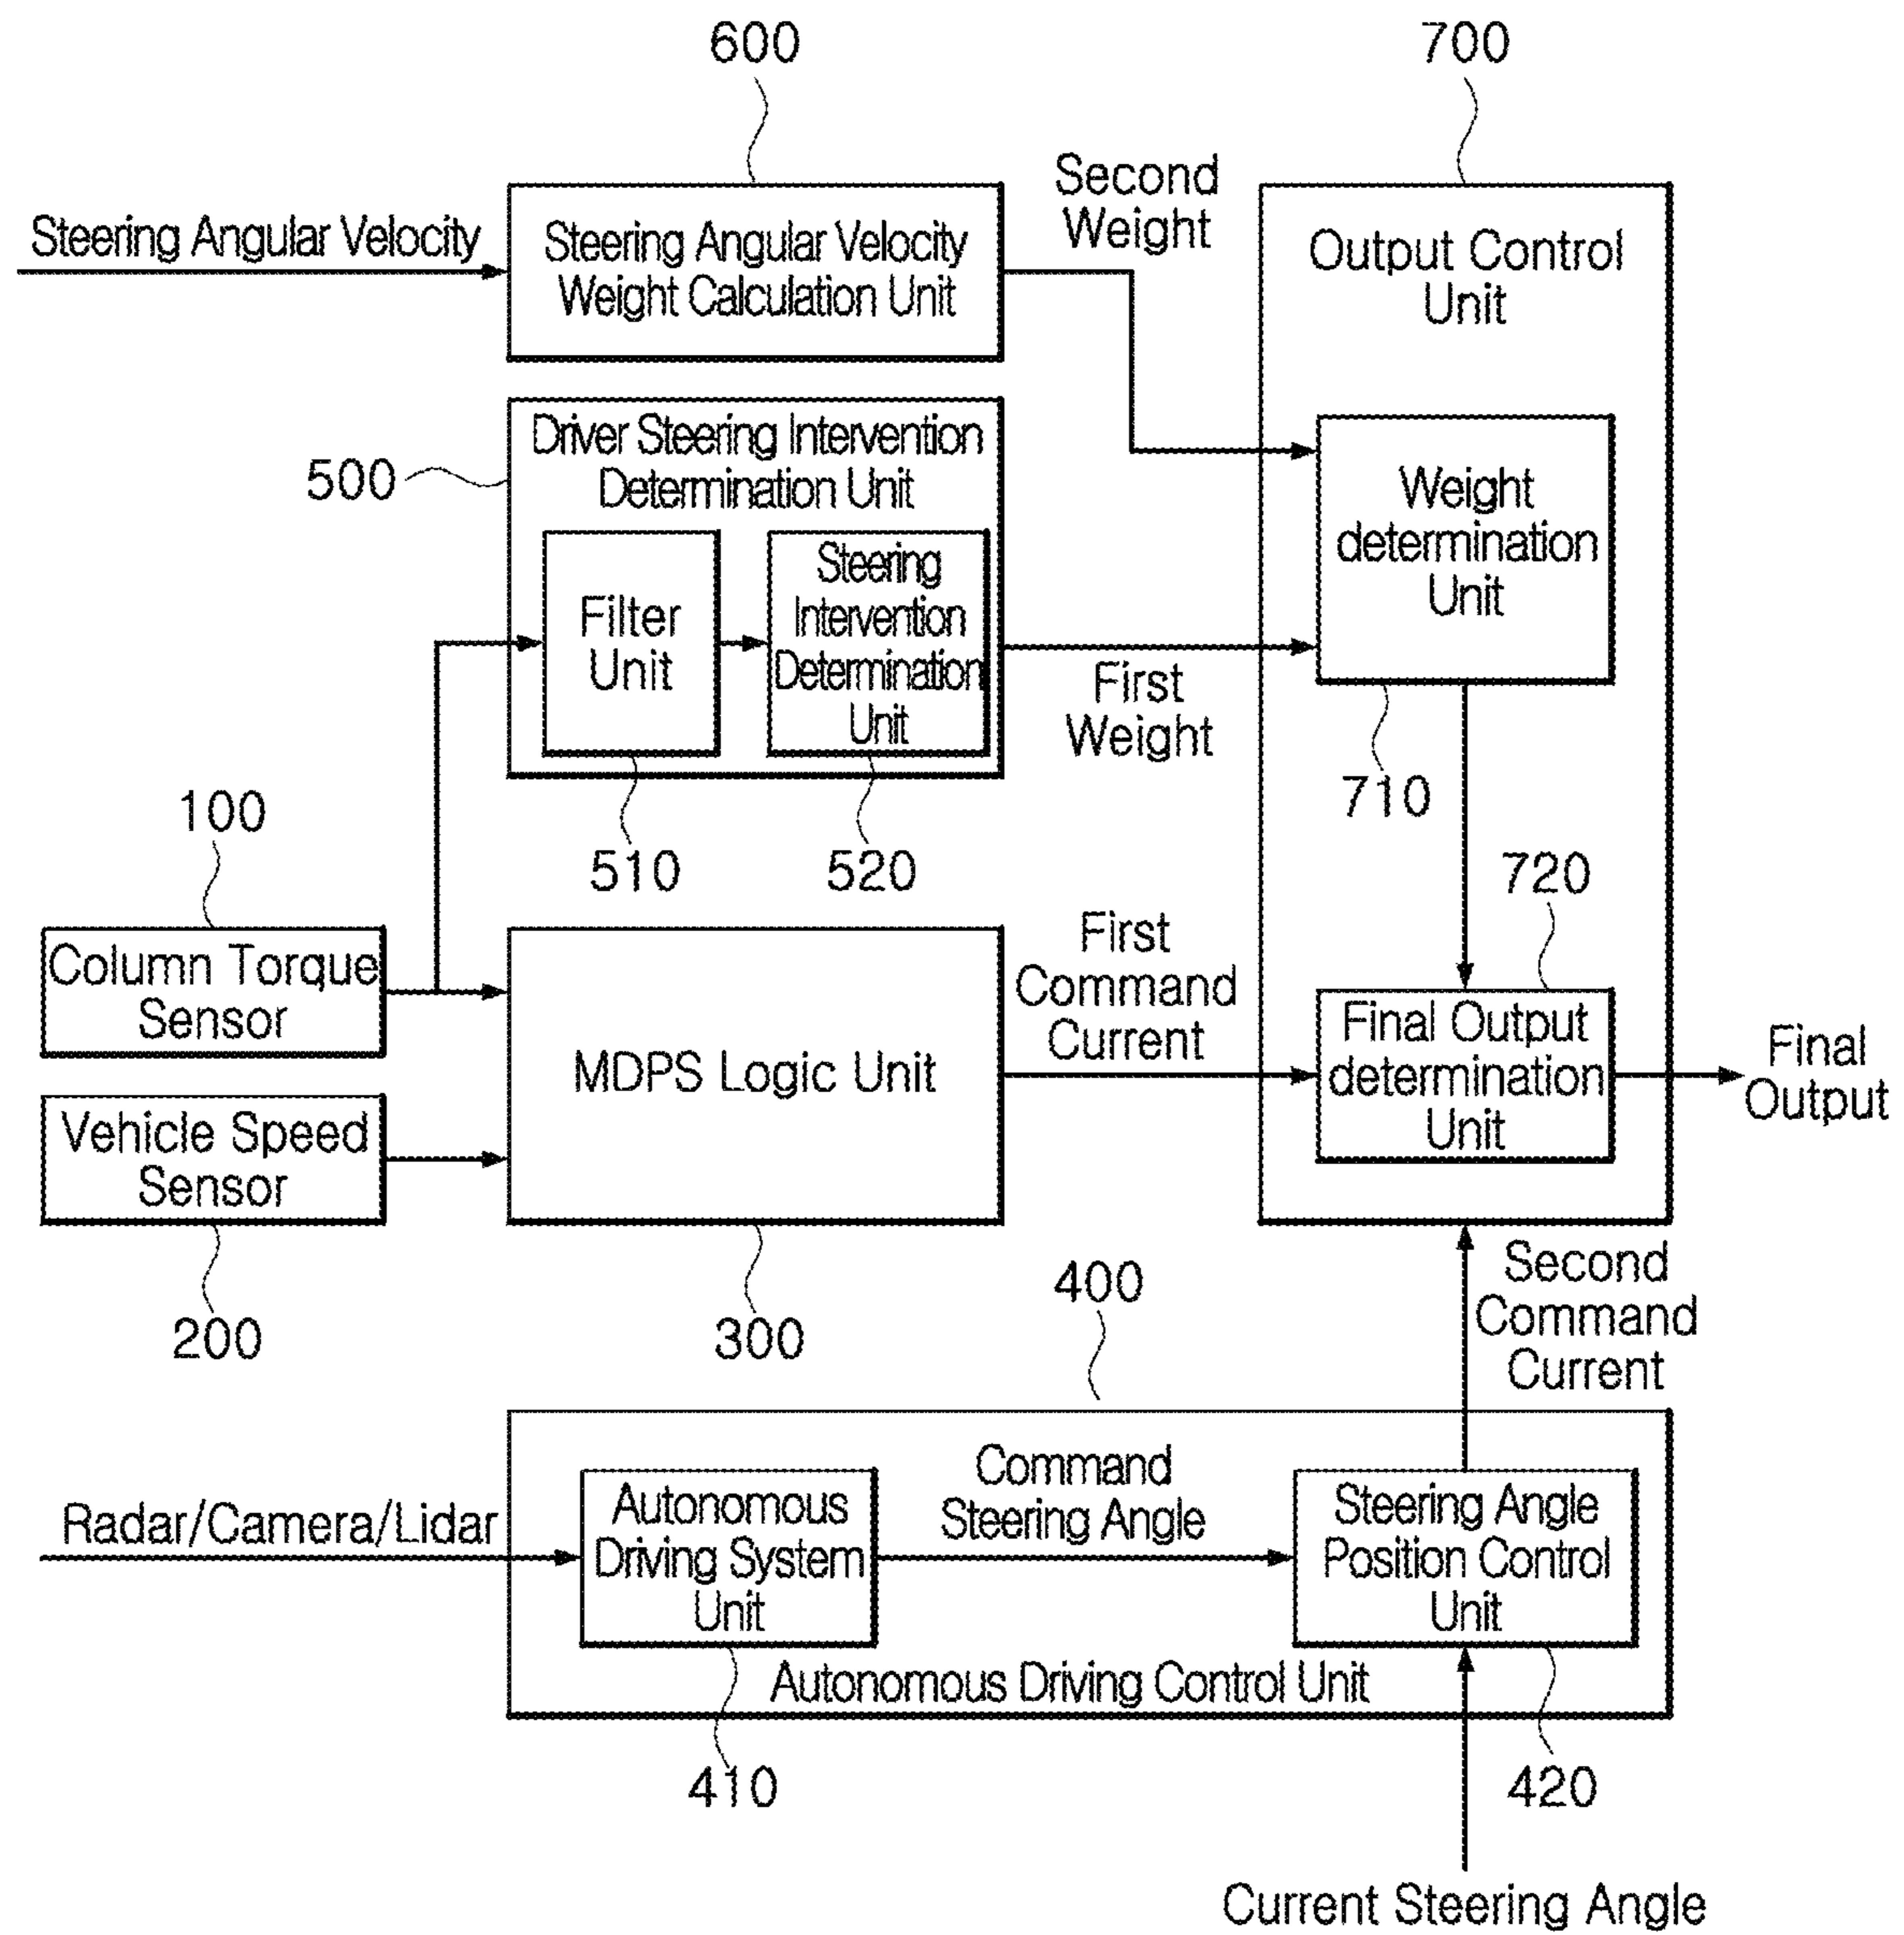 600
700
Steering Angular Velocity
Steering Angular Velocity
Weight Calculation Unit
Second
Weight
Output Control
Unit
500
Driver Steering Intervention
Determination Unit
Filter
Unit
Steering
Intervention
Determination
Unit
First
Weight
Weight
determination
Unit
710
510
520
100
720
Column Torque
Sensor
Vehicle Speed
Sensor
200
MDPS Logic Unit
300
First
Command
Current
Final Output
determination
Unit
Final
Output
Second
Command
Current
400
Radar/Camera/Lidar
Autonomous
Driving System
Unit
Command
Steering Angle
Steering Angle
Position Control
Unit
Autonomous Driving Control Unit
410
420
Current Steering Angle